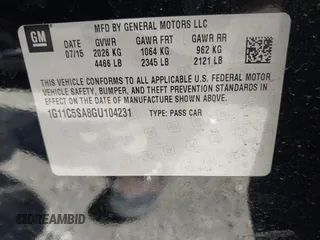 MFD BY GENERAL MOTORS LLC
GM
DATE GVWR GAWR FRT GAWR RR
07/15 2026 KG 1064 KG 962 KG
4466 LB 2345 LB 2121 LB
THIS VEHICLE CONFORMS TO ALL APPLICABLE U.S. FEDERAL MOTOR
VEHICLE SAFETY, BUMPER, AND THEFT PREVENTION STANDARDS IN
EFFECT ON THE DATE OF MANUFACTURE SHOWN ABOVE.
1G11C5SA8GU104231 TYPE: PASS CAR
DREAMBID